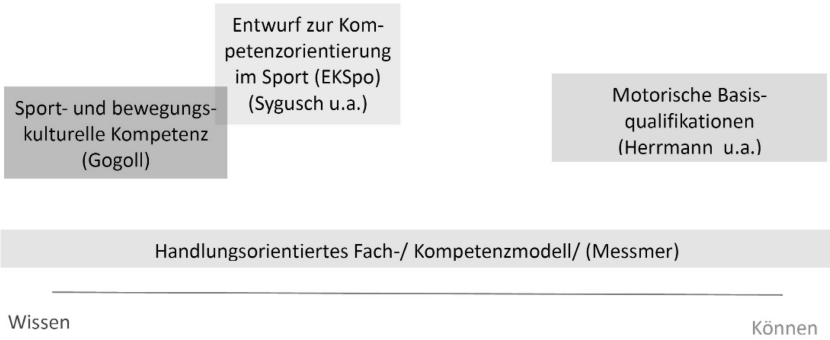 Entwurf zur Kom-
petenzorientierung
im Sport (EKSpo)
(Sygusch u.a.)
Sport- und bewegungs-
kulturelle Kompetenz
(Gogoll)
Motorische Basis-
qualifikationen
(Herrmann u.a.)
Handlungsorientiertes Fach-/ Kompetenzmodell/ (Messmer)
Wissen
Können